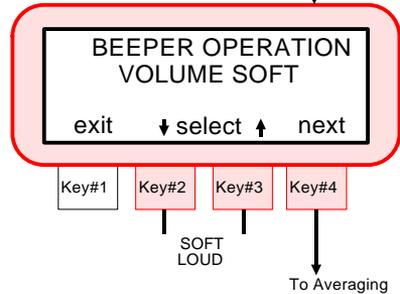 BEEPER OPERATION
VOLUME SOFT
exit select next
Key#1 Key#2 Key#3 Key#4
SOFT
LOUD
To Averaging